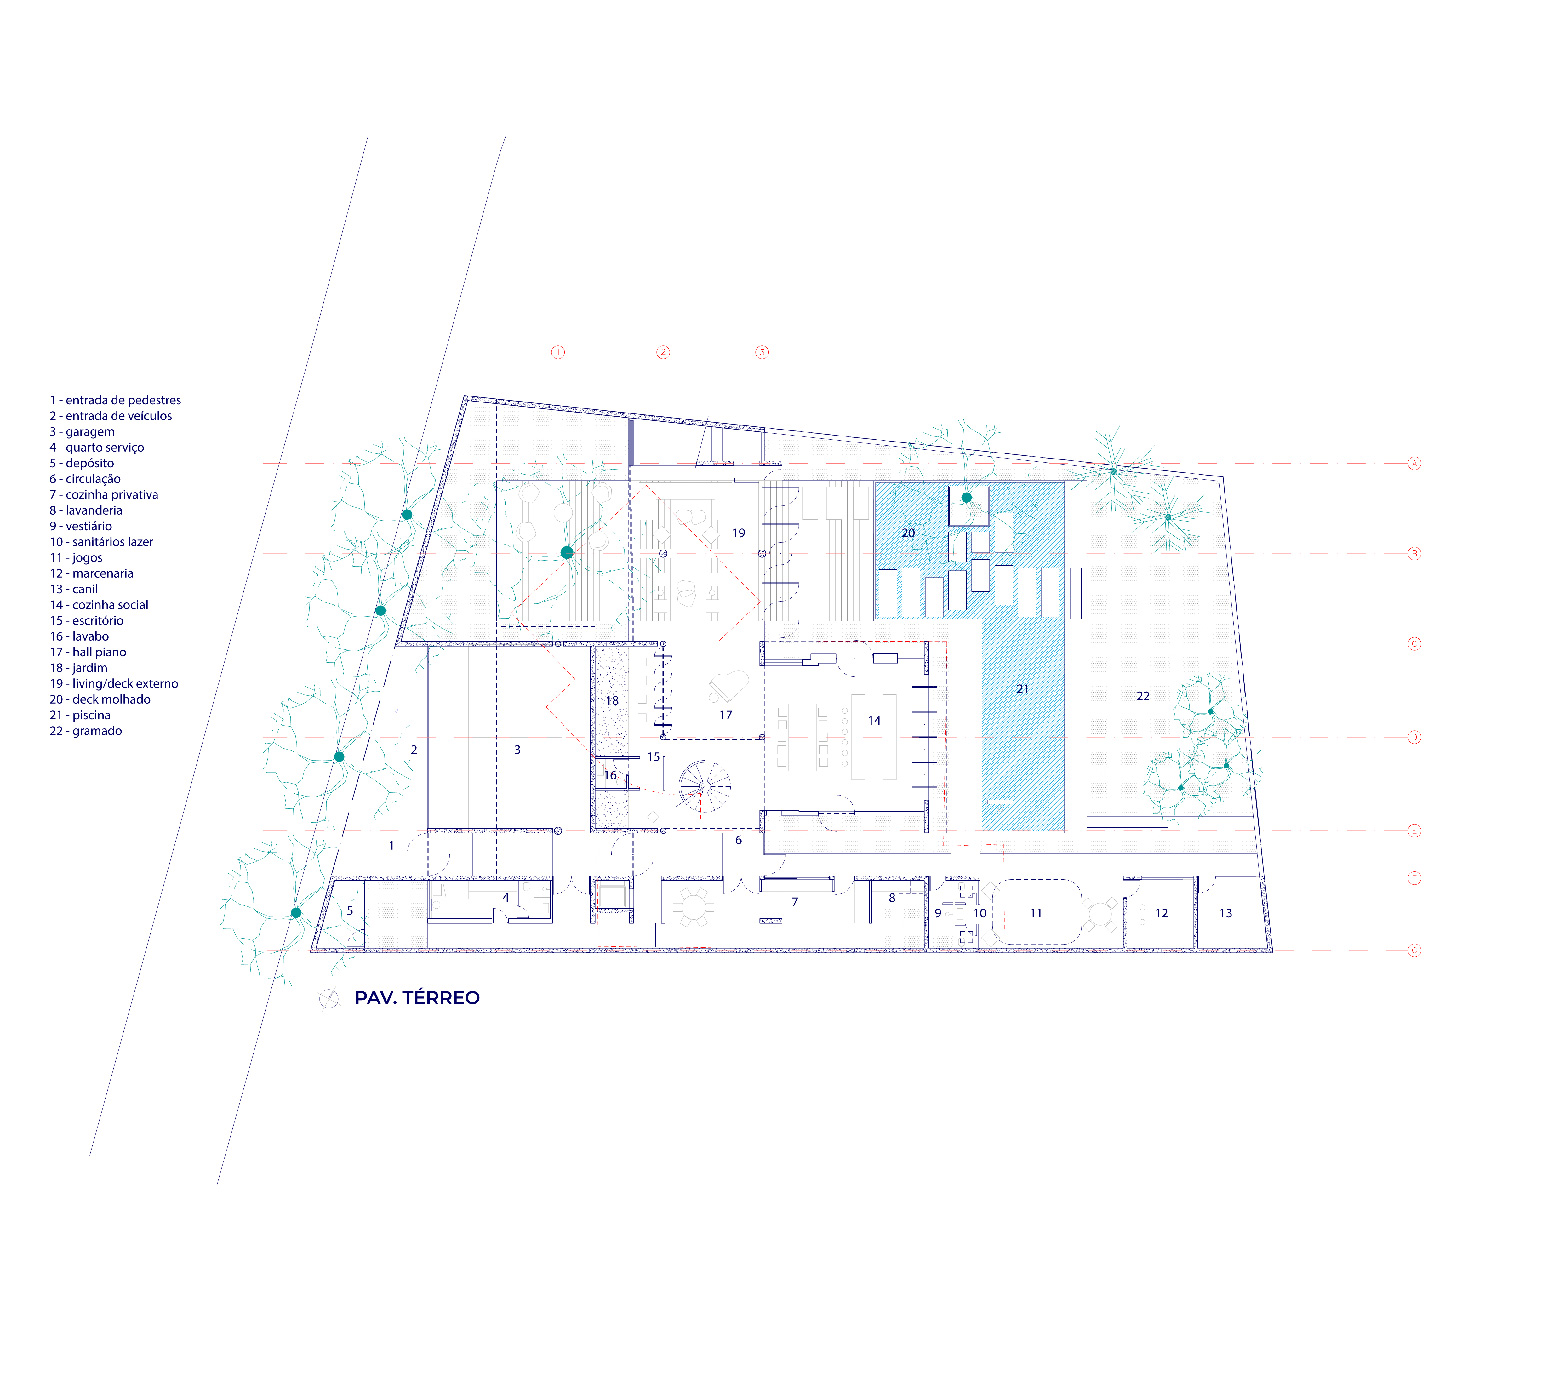 1
2
3
1 - entrada de pedestres
2 - entrada de veículos
3 - garagem
4 - quarto serviço
5 - depósito
6 - circulação
7 - cozinha privativa
8 - lavanderia
9 - vestiário
10 - sanitários lazer
11 - jogos
12 - marcenaria
13 - canil
14 - cozinha social
15 - escritório
16 - lavabo
17 - hall piano
18 - jardim
19 - living/deck externo
20 - deck molhado
21 - piscina
22 - gramado
A
19
20
B
C
21
22
18
17
14
D
2
3
15
16
E
1
6
F
4
7
8
5
9
10
11
12
13
G
PAV. TÉRREO